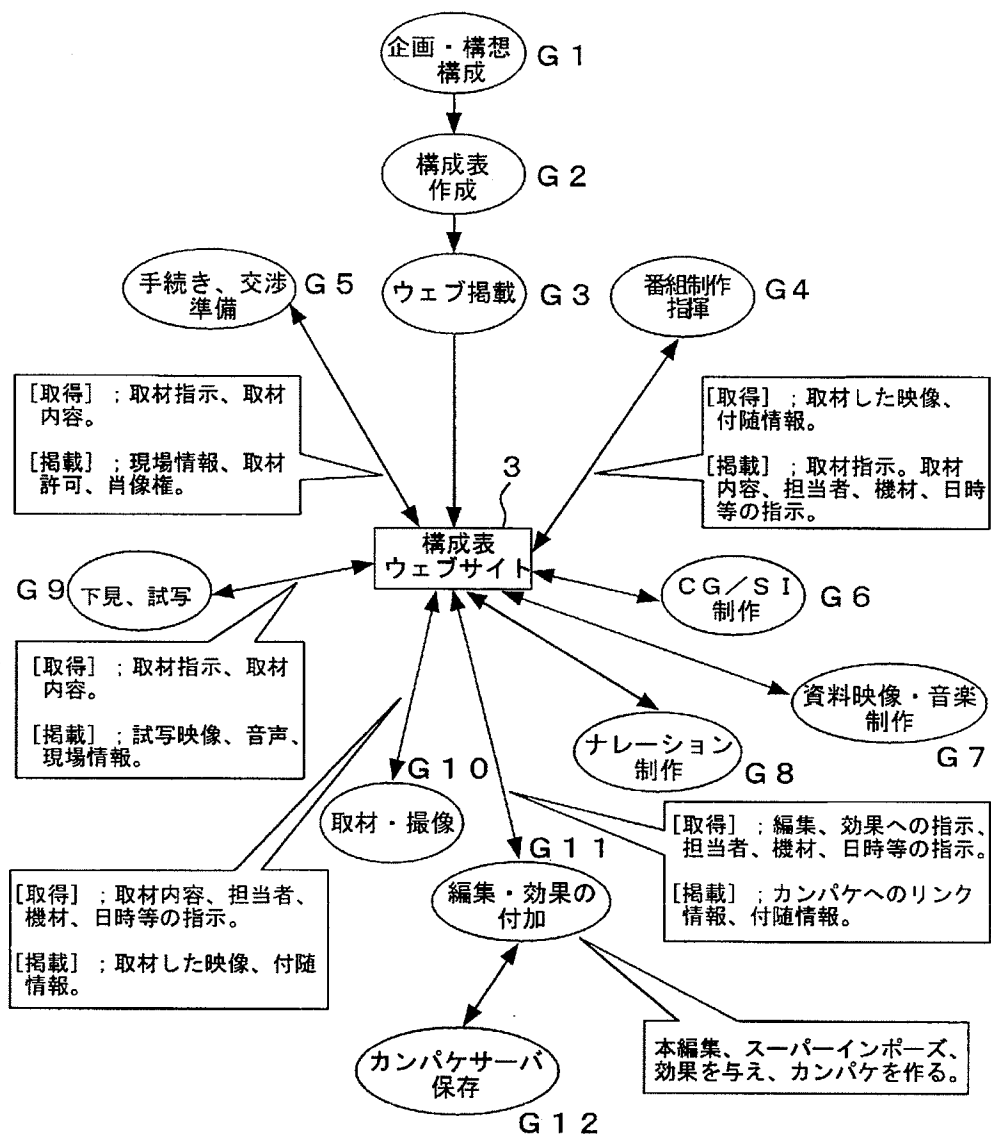 企画・構想
構成
G1
構成表
作成
G2
ウェブ掲載
G3
手続き、交渉
準備
G5
番組制作
指揮
G4
[取得]；取材指示、取材
内容。
[掲載]；現場情報、取材
許可、肖像権。
[取得]；取材した映像、
付随情報。
[掲載]；取材指示。取材
内容、担当者、機材、日時
等の指示。
3
構成表
ウェブサイト
G9
下見、試写
CG／SI
制作
G6
[取得]；取材指示、取材
内容。
[掲載]；試写映像、音声、
現場情報。
資料映像・音楽
制作
G7
ナレーション
制作
G8
G10
取材・撮像
[取得]；編集、効果への指示、
担当者、機材、日時等の指示。
[掲載]；カンパケへのリンク
情報、付随情報。
G11
編集・効果の
付加
[取得]；取材内容、担当者、
機材、日時等の指示。
[掲載]；取材した映像、付随
情報。
カンパケサーバ
保存
G12
本編集、スーパーインポーズ、
効果を与え、カンパケを作る。